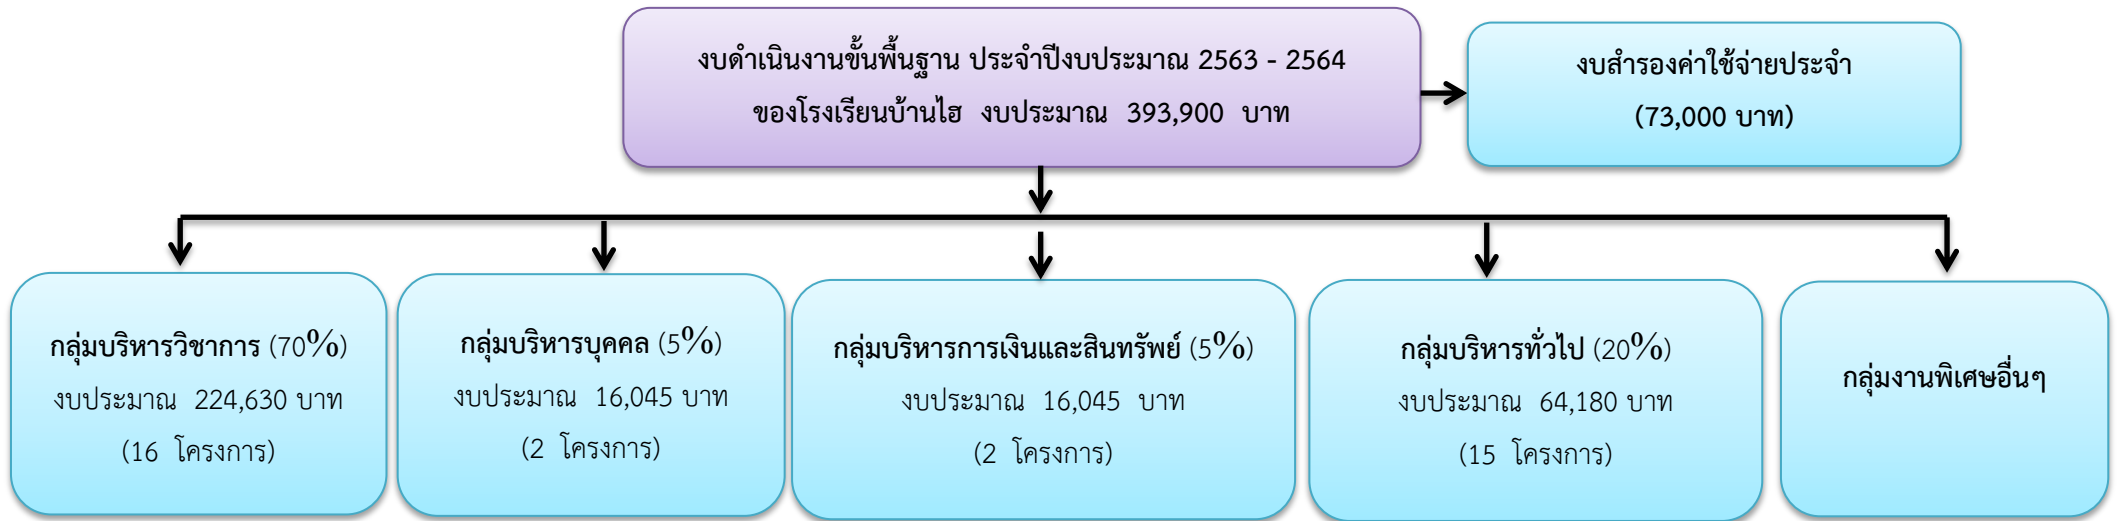 งบดำเนินงานขั้นพื้นฐาน ประจำปีงบประมาณ 2563 - 2564
ของโรงเรียนบ้านไฮ งบประมาณ 393,900 บาท
งบสำรองค่าใช้จ่ายประจำ
(73,000 บาท)
กลุ่มบริหารวิชาการ (70%)
งบประมาณ 224,630 บาท
(16 โครงการ)
กลุ่มบริหารบุคคล (5%)
งบประมาณ 16,045 บาท
(2 โครงการ)
กลุ่มบริหารการเงินและสินทรัพย์ (5%)
งบประมาณ 16,045 บาท
(2 โครงการ)
กลุ่มบริหารทั่วไป (20%)
งบประมาณ 64,180 บาท
(15 โครงการ)
กลุ่มงานพิเศษอื่นๆ